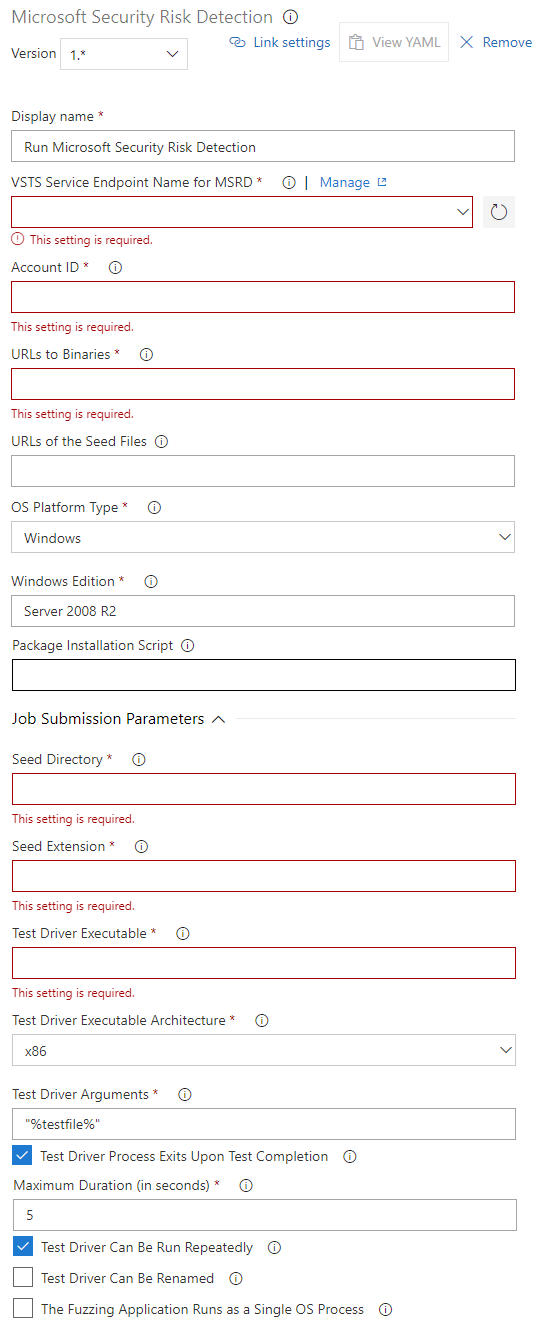 Microsoft Security Risk Detection
Version 1.*
Link settings View YAML Remove
Display name *
Run Microsoft Security Risk Detection
VSTS Service Endpoint Name for MSRD * | Manage
This setting is required.
Account ID *
This setting is required.
URLs to Binaries *
This setting is required.
URLs of the Seed Files
OS Platform Type *
Windows
Windows Edition *
Server 2008 R2
Package Installation Script
Job Submission Parameters
Seed Directory *
This setting is required.
Seed Extension *
This setting is required.
Test Driver Executable *
This setting is required.
Test Driver Executable Architecture *
x86
Test Driver Arguments *
"%testfile%"
Test Driver Process Exits Upon Test Completion
Maximum Duration (in seconds) *
5
Test Driver Can Be Run Repeatedly
Test Driver Can Be Renamed
The Fuzzing Application Runs as a Single OS Process